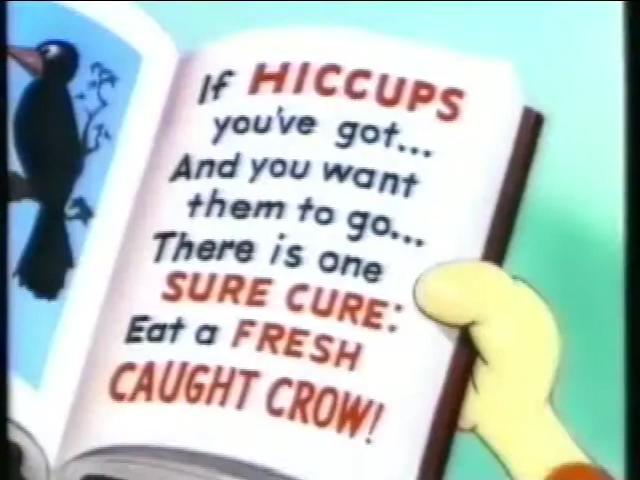 If HICCUPS
you've got...
And you want
them to go...
There is one
SURE CURE:
Eat a FRESH
CAUGHT CROW!